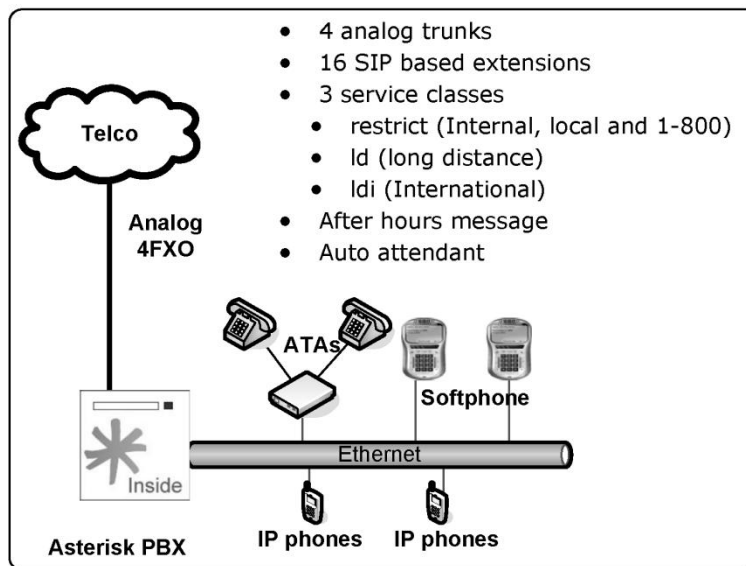 • 4 analog trunks
• 16 SIP based extensions
• 3 service classes
• restrict (Internal, local and 1-800)
• ld (long distance)
• ldi (International)
• After hours message
• Auto attendant
Telco
Analog
4FXO
ATAs
Softphone
Ethernet
Inside
Asterisk PBX
IP phones
IP phones